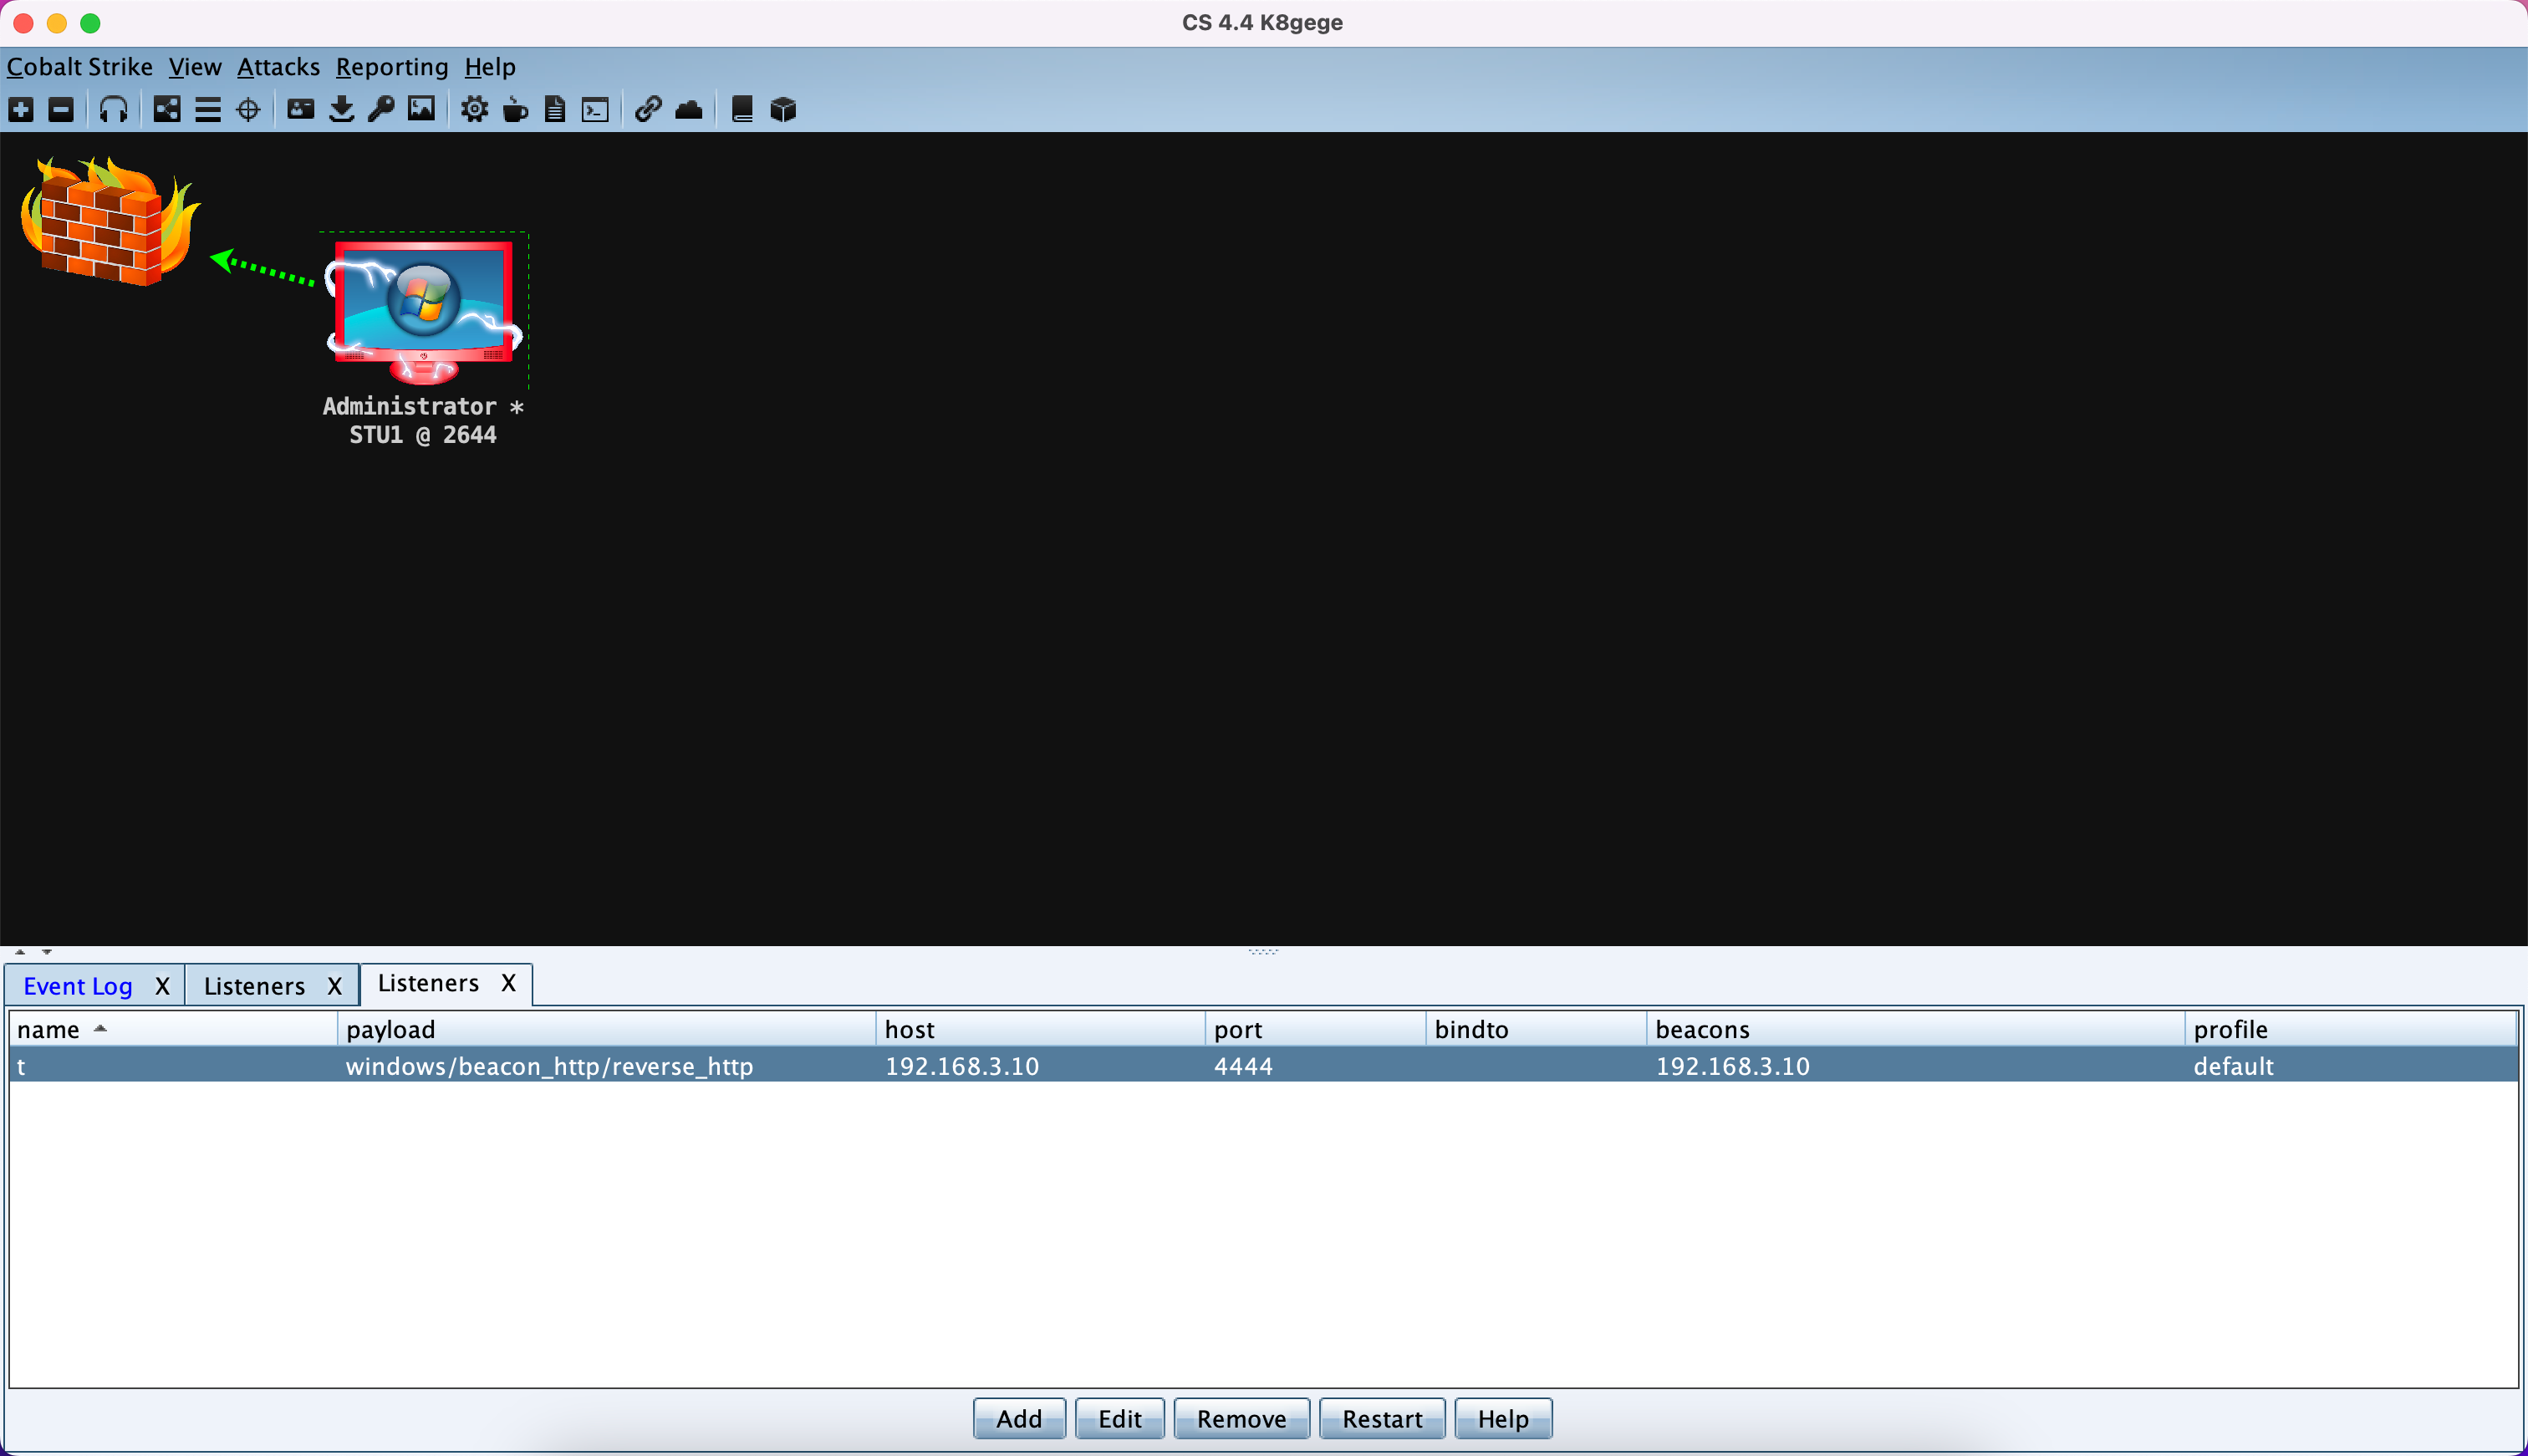 CS 4.4 K8gege
Cobalt Strike View Attacks Reporting Help
Administrator *
STU1 @ 2644
Event Log X Listeners X Listeners X
name payload host port bindto beacons profile
t windows/beacon_http/reverse_http 192.168.3.10 4444 192.168.3.10 default
Add Edit Remove Restart Help